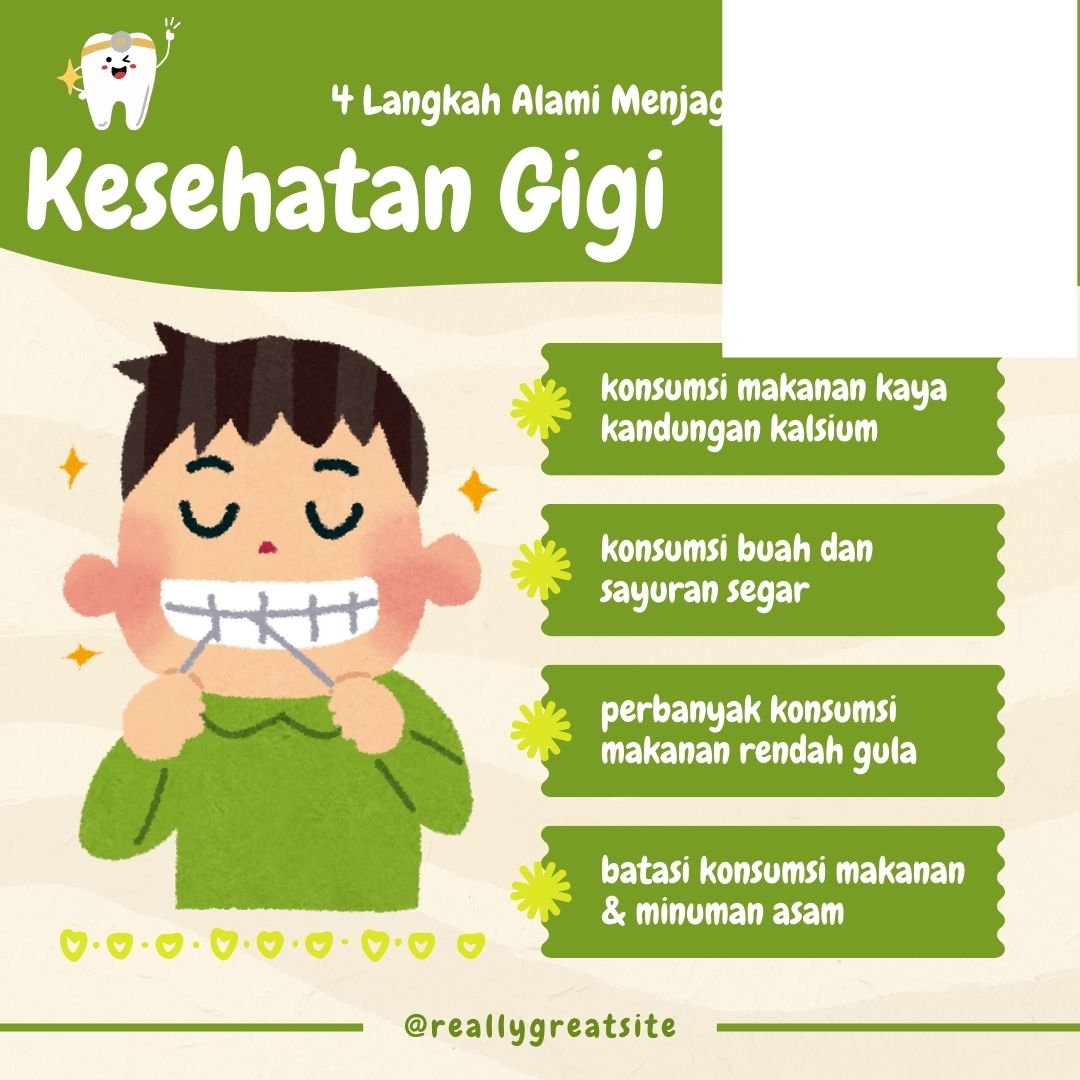 4 Langkah Alami
Kesehatan Gigi
konsumsi makanan kaya
kandungan kalsium
konsumsi buah dan
sayuran segar
perbanyak konsumsi
makanan rendah gula
batasi konsumsi makanan
& minuman asam
@reallygreatsite